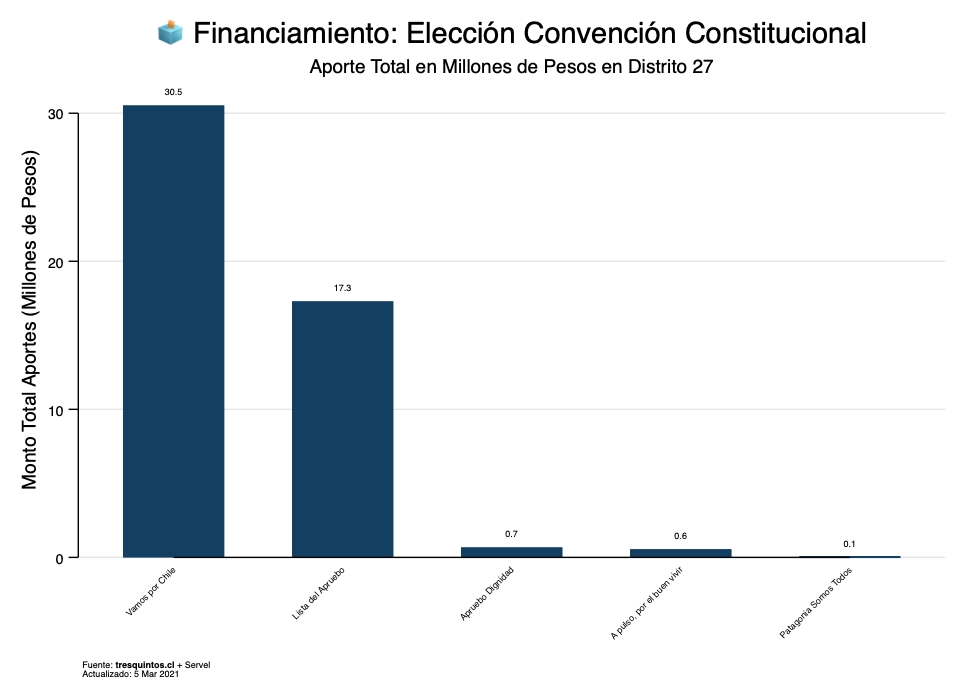 Financiamiento: Elección Convención Constitucional
Aporte Total en Millones de Pesos en Distrito 27
Monto Total Aportes (Millones de Pesos)
30
20
10
0
30.5
17.3
0.7
0.6
0.1
Vamos por Chile
Lista del Apruebo
Apruebo Dignidad
A pulso, por el buen vivir
Patagonia Somos Todos
Fuente: tresquintos.cl + Servel
Actualizado: 5 Mar 2021